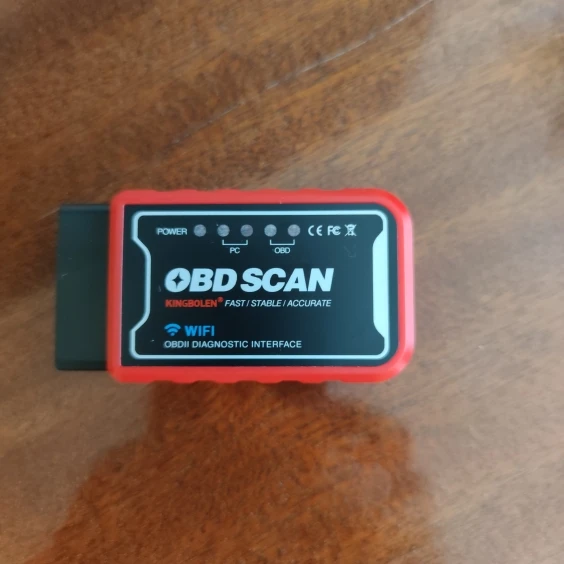 POWER CE FC
PC OBD
OBD SCAN
KINGBOLEN® FAST / STABLE / ACCURATE
WIFI
OBDII DIAGNOSTIC INTERFACE